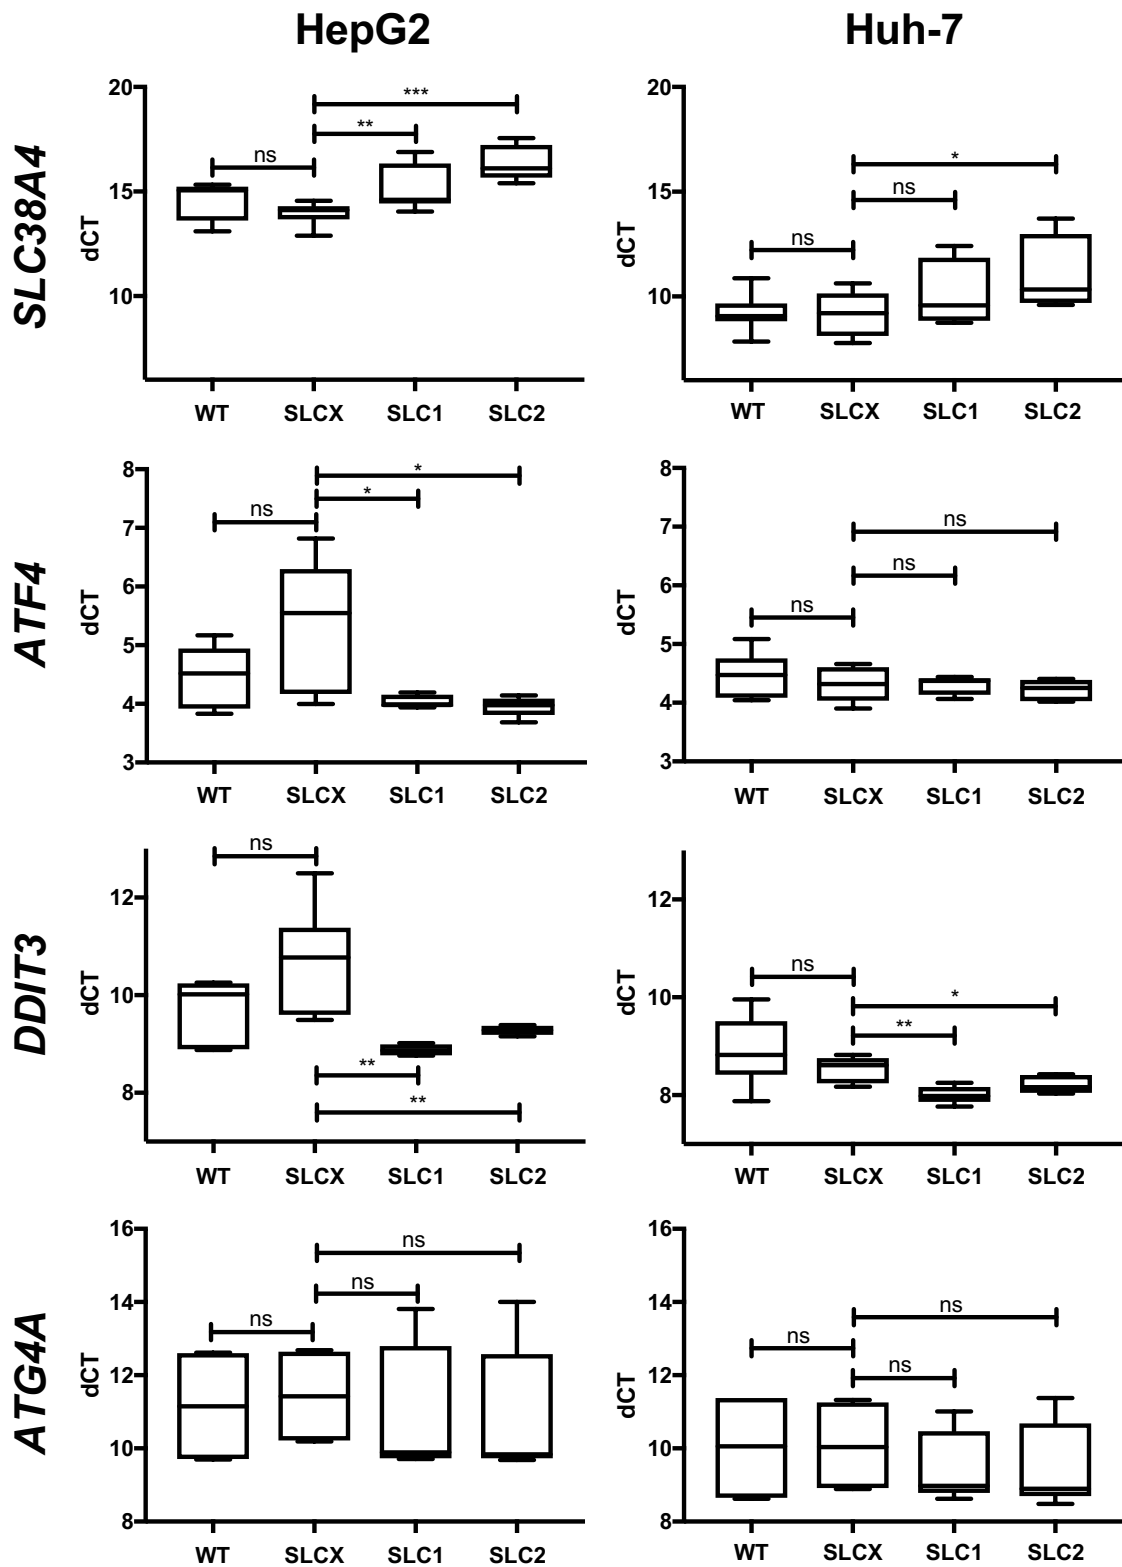 HepG2 Huh-7
SLC38A4
dCT
20
15
10
ns
**
***
WT SLCX SLC1 SLC2
dCT
20
15
10
ns
ns
*
WT SLCX SLC1 SLC2
ATF4
dCT
8
7
6
5
4
3
ns
*
*
WT SLCX SLC1 SLC2
dCT
8
7
6
5
4
3
ns
ns
ns
WT SLCX SLC1 SLC2
DDIT3
dCT
12
10
8
ns
**
**
WT SLCX SLC1 SLC2
dCT
12
10
8
ns
*
**
WT SLCX SLC1 SLC2
ATG4A
dCT
16
14
12
10
8
ns
ns
ns
WT SLCX SLC1 SLC2
dCT
16
14
12
10
8
ns
ns
ns
WT SLCX SLC1 SLC2